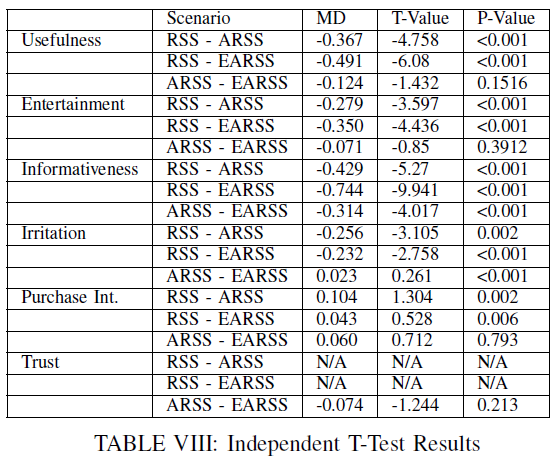 Scenario MD T-Value P-Value
Usefulness RSS - ARSS -0.367 -4.758 <0.001
RSS - EARSS -0.491 -6.08 <0.001
ARSS - EARSS -0.124 -1.432 0.1516
Entertainment RSS - ARSS -0.279 -3.597 <0.001
RSS - EARSS -0.350 -4.436 <0.001
ARSS - EARSS -0.071 -0.85 0.3912
Informativeness RSS - ARSS -0.429 -5.27 <0.001
RSS - EARSS -0.744 -9.941 <0.001
ARSS - EARSS -0.314 -4.017 <0.001
Irritation RSS - ARSS -0.256 -3.105 0.002
RSS - EARSS -0.232 -2.758 <0.001
ARSS - EARSS 0.023 0.261 <0.001
Purchase Int. RSS - ARSS 0.104 1.304 0.002
RSS - EARSS 0.043 0.528 0.006
ARSS - EARSS 0.060 0.712 0.793
Trust RSS - ARSS N/A N/A N/A
RSS - EARSS N/A N/A N/A
ARSS - EARSS -0.074 -1.244 0.213
TABLE VIII: Independent T-Test Results